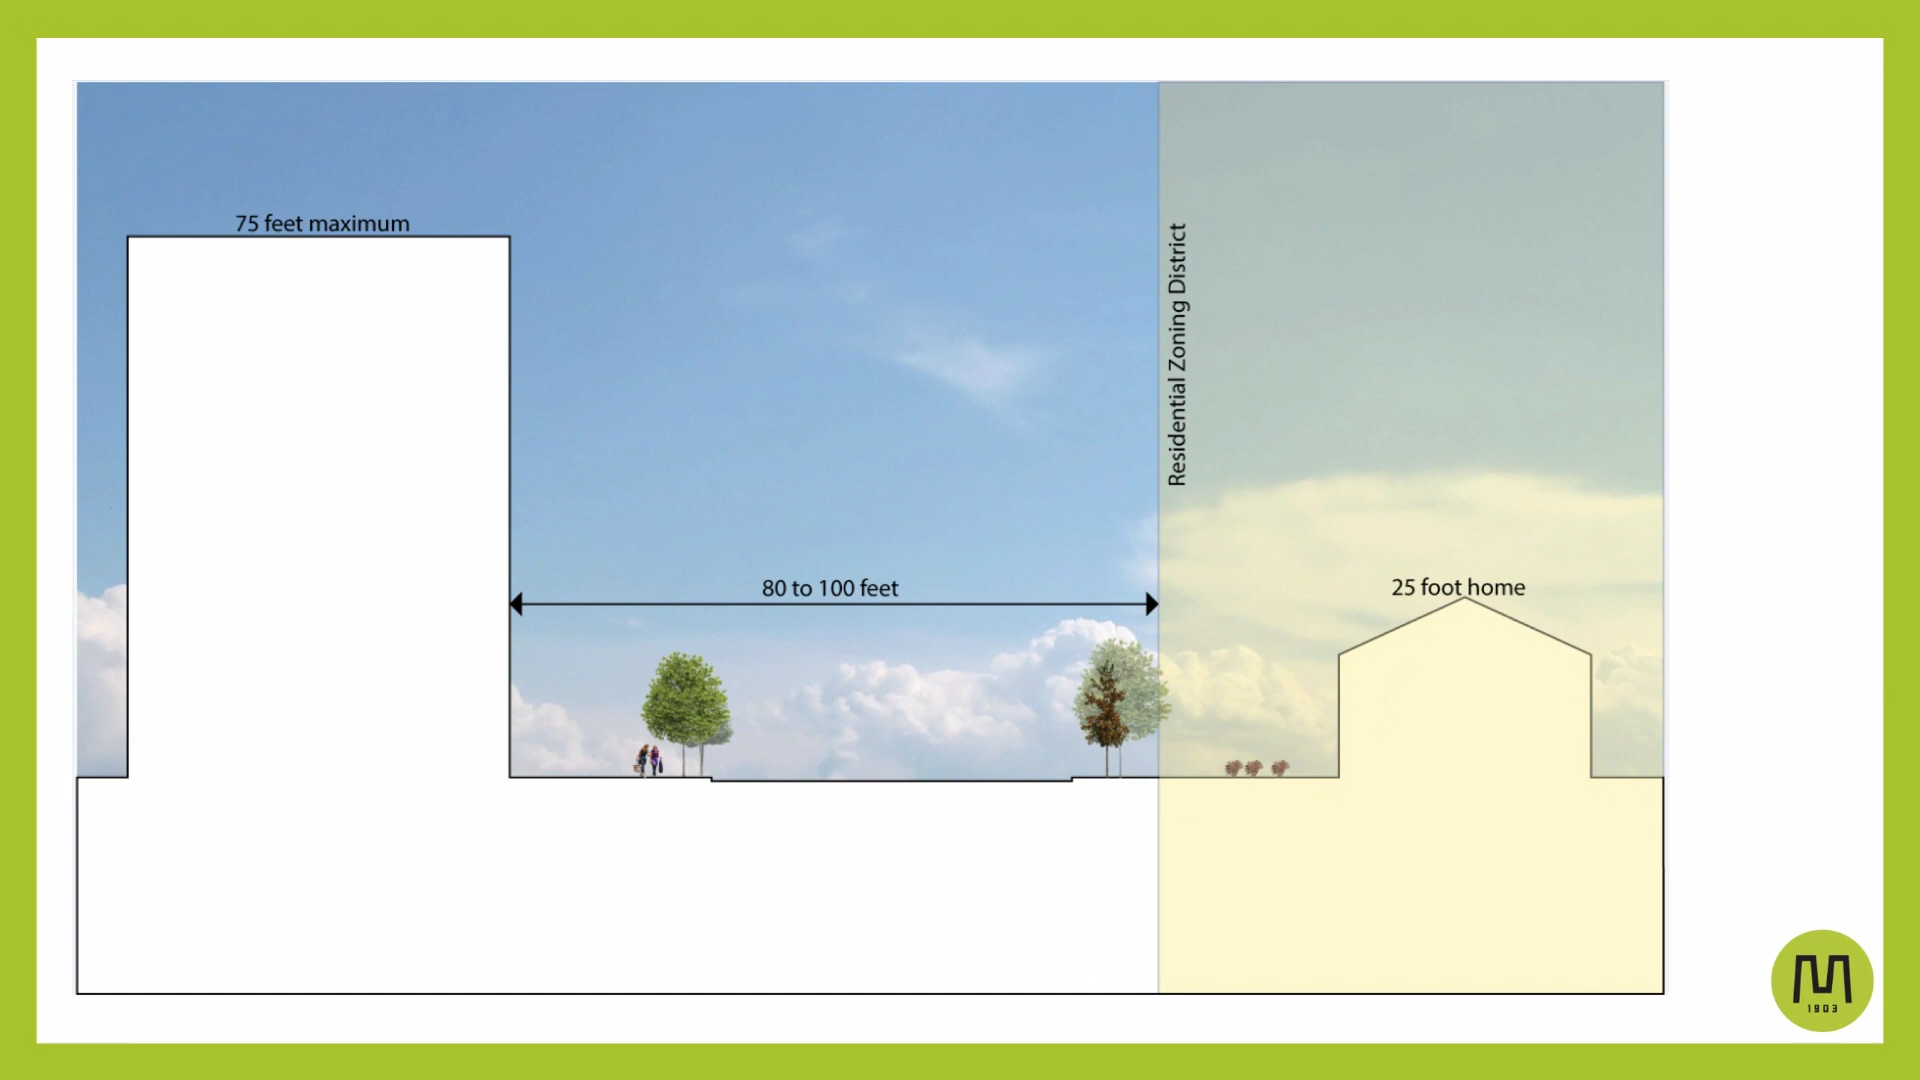 75 feet maximum
Residential Zoning District
80 to 100 feet
25 foot home
M
1903